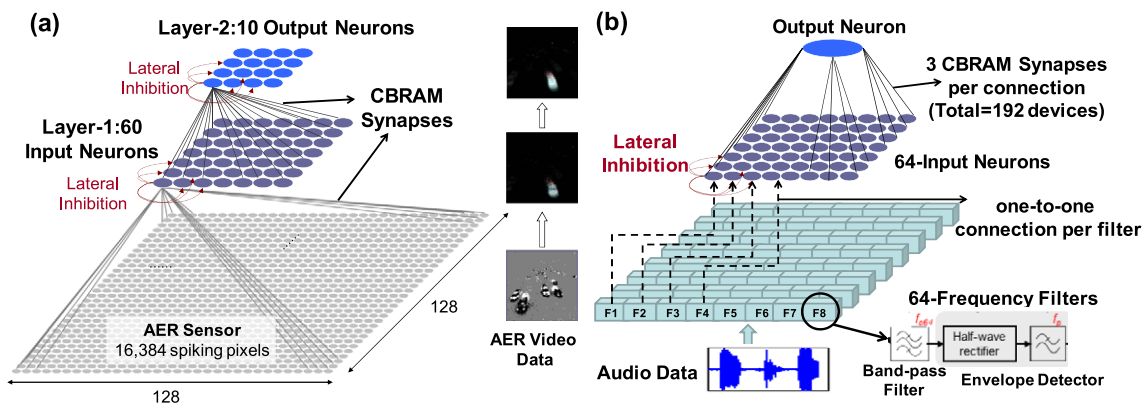 (a)
Layer-2:10 Output Neurons
Lateral
Inhibition
CBRAM
Synapses
Layer-1:60
Input Neurons
Lateral
Inhibition
AER Sensor
16,384 spiking pixels
128
128
AER Video
Data
(b)
Output Neuron
3 CBRAM Synapses
per connection
(Total=192 devices)
Lateral
Inhibition
64-Input Neurons
one-to-one
connection per filter
F1 F2 F3 F4 F5 F6 F7 F8
64-Frequency Filters
Half-wave
rectifier
Audio Data
Band-pass
Filter
Envelope Detector